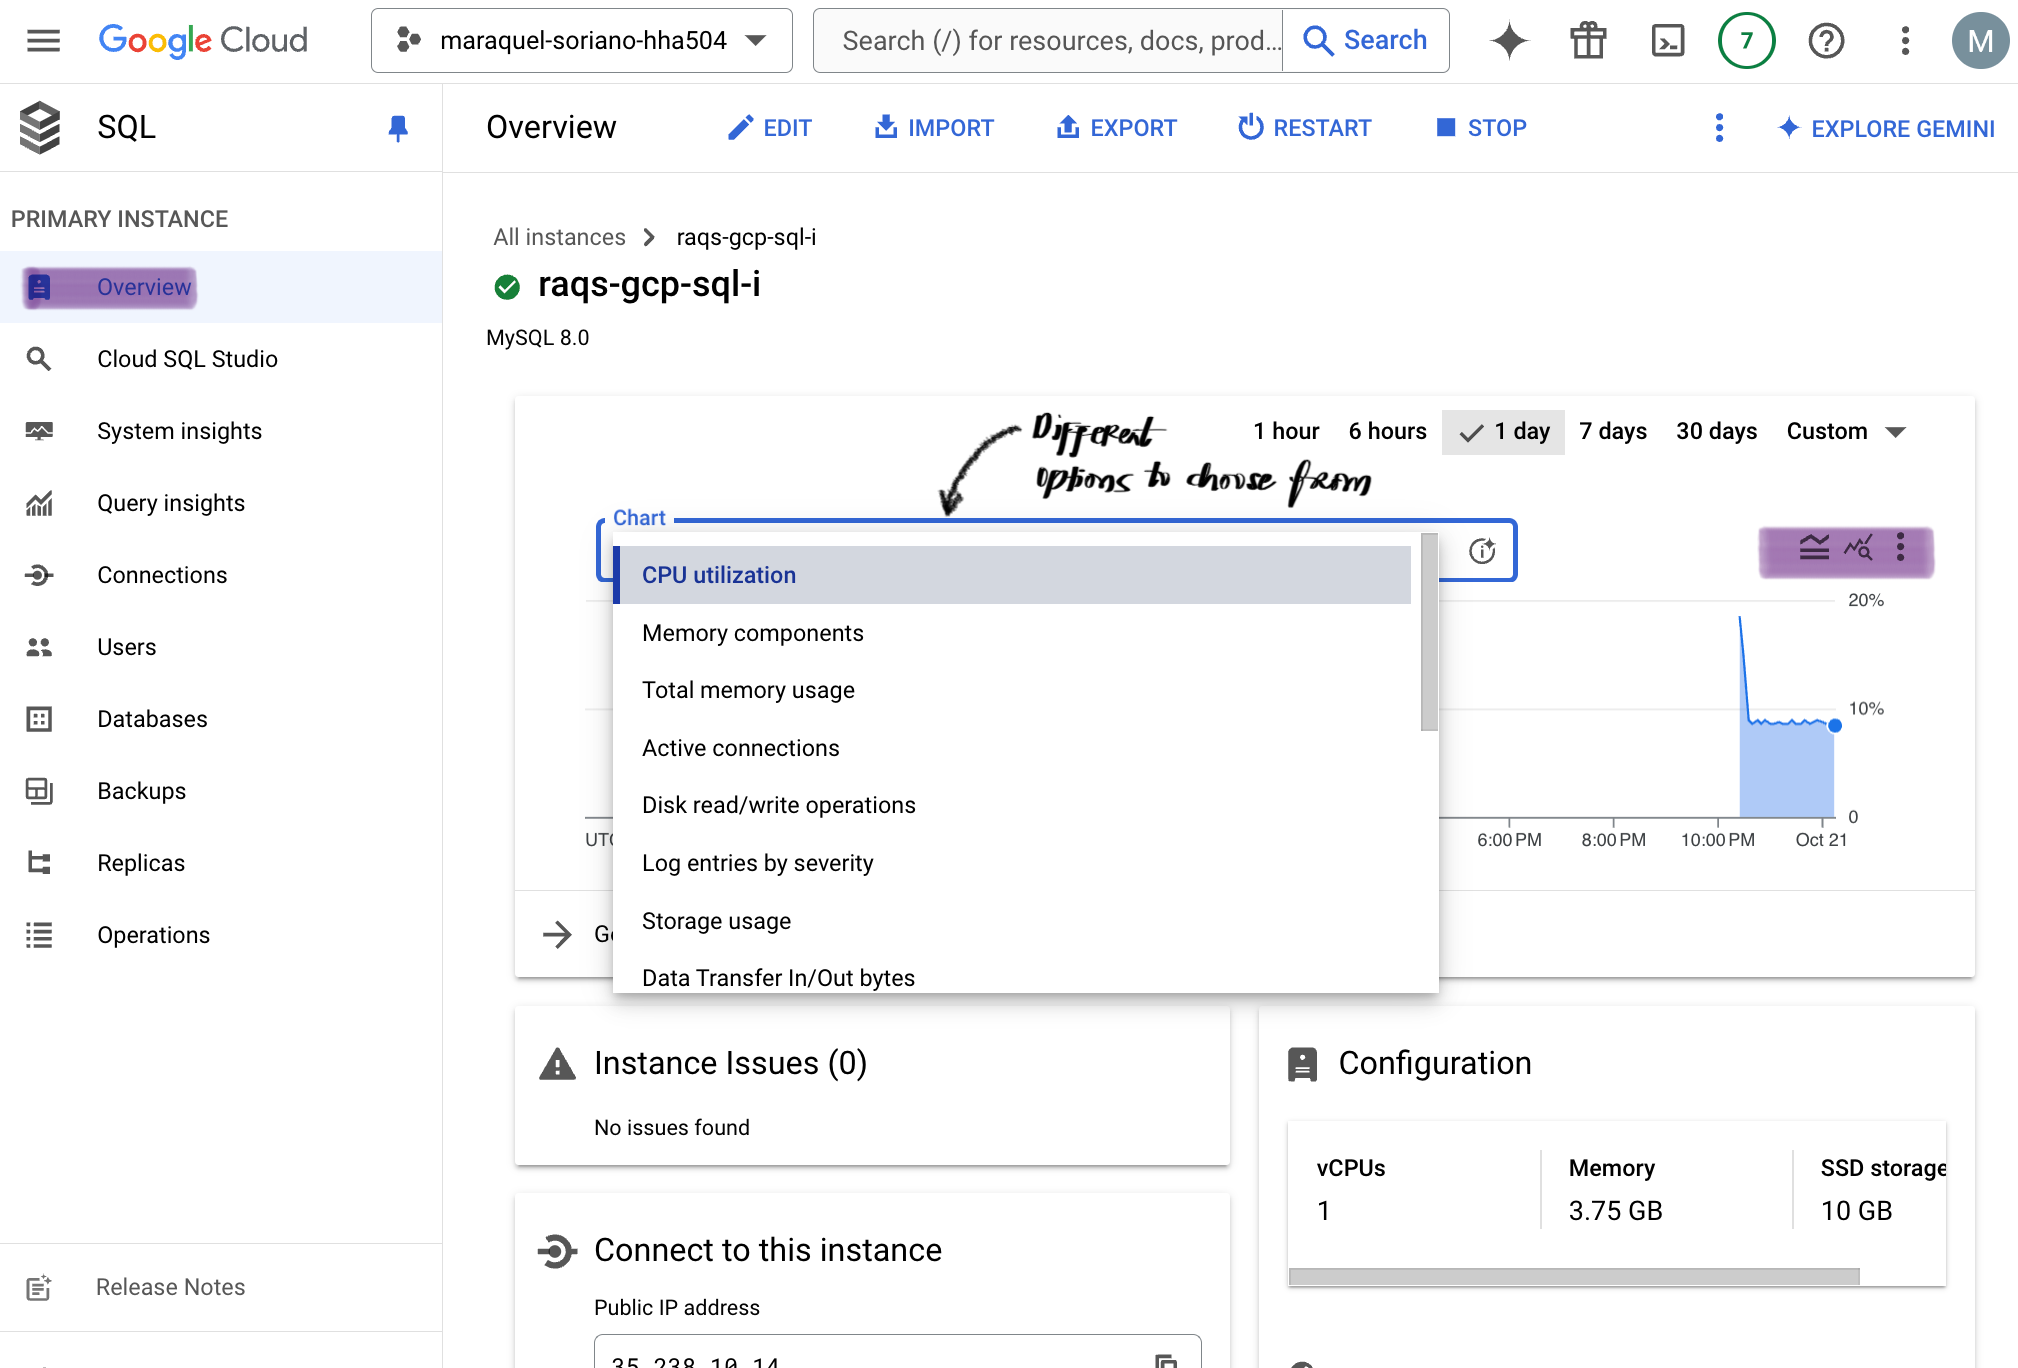 Google Cloud
maraquel-soriano-hha504
Search (/) for resources, docs, prod...
Search
7
M
SQL
Overview
EDIT
IMPORT
EXPORT
RESTART
STOP
EXPLORE GEMINI
PRIMARY INSTANCE
Overview
Cloud SQL Studio
System insights
Query insights
Connections
Users
Databases
Backups
Replicas
Operations
Release Notes
All instances > raqs-gcp-sql-i
raqs-gcp-sql-i
MySQL 8.0
1 hour 6 hours 1 day 7 days 30 days Custom
Different
options to choose from
Chart
CPU utilization
Memory components
Total memory usage
Active connections
Disk read/write operations
Log entries by severity
Storage usage
Data Transfer In/Out bytes
20%
10%
0
6:00 PM 8:00 PM 10:00 PM Oct 21
Instance Issues (0)
No issues found
Connect to this instance
Public IP address
35.238.10.14
Configuration
vCPUs
1
Memory
3.75 GB
SSD storage
10 GB